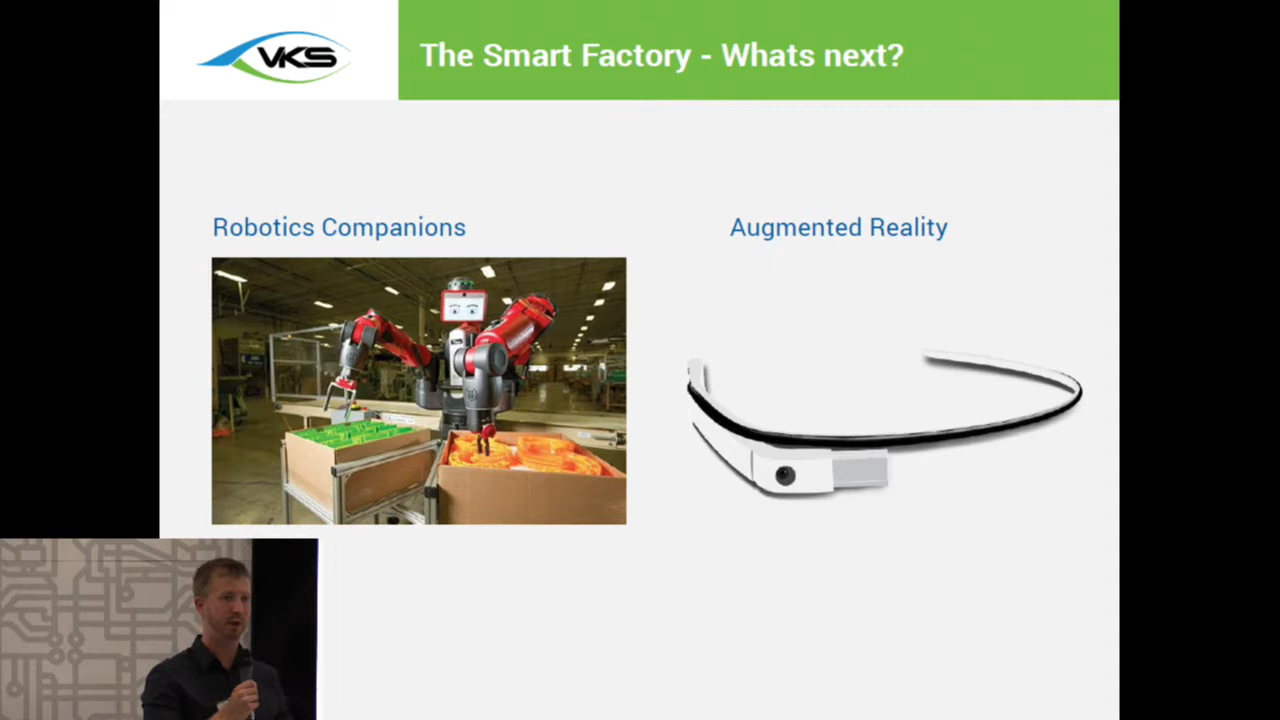 VKS
The Smart Factory - Whats next?
Robotics Companions
Augmented Reality